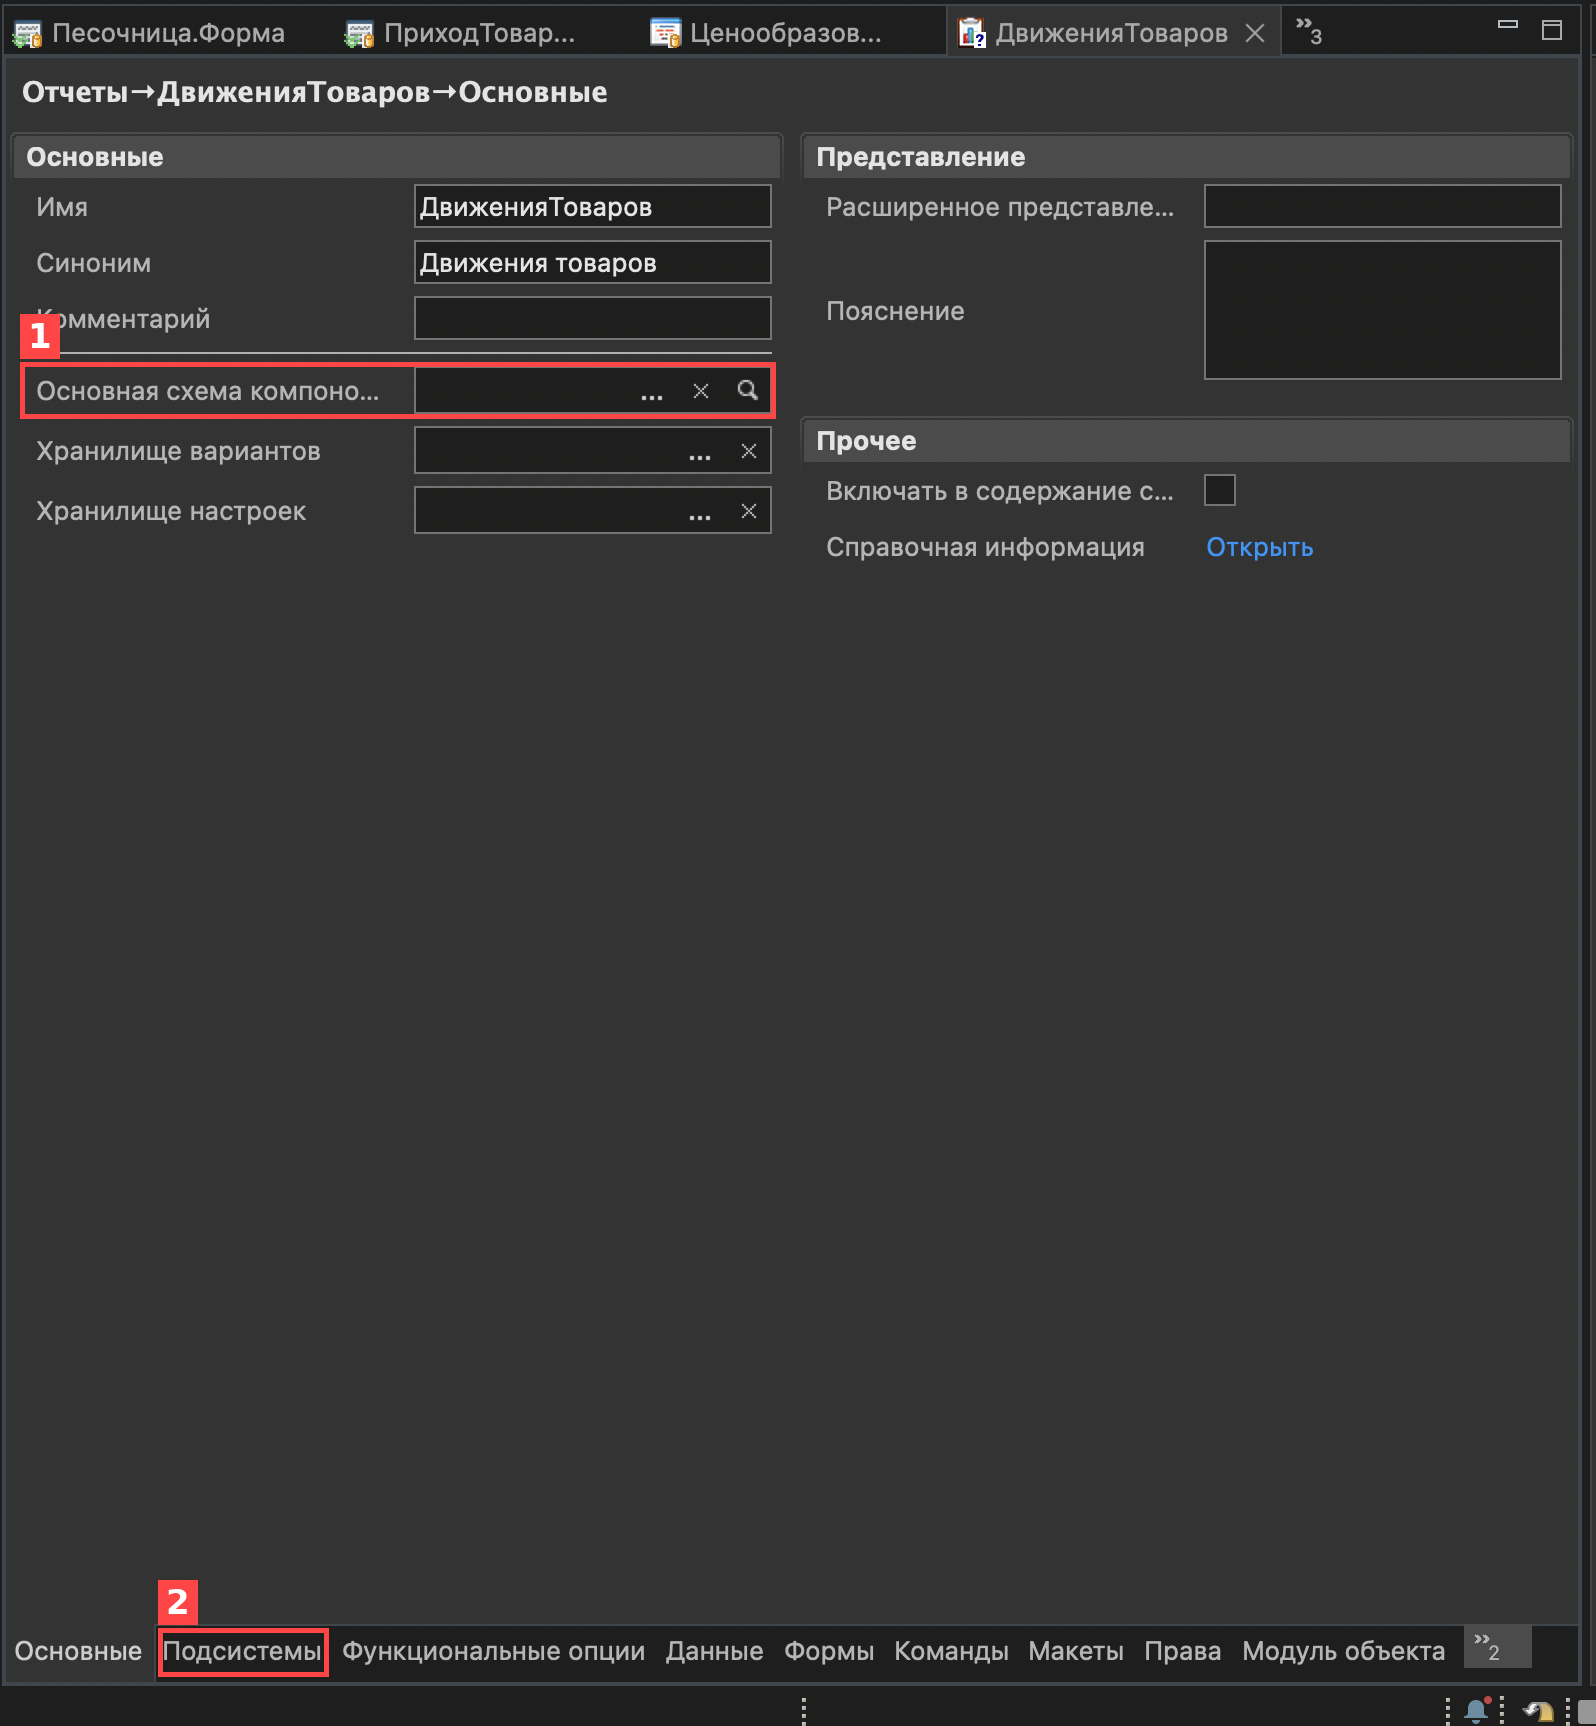 Песочница.Форма ПриходТовар... Ценообразов... ДвиженияТоваров »3
Отчеты→ДвиженияТоваров→Основные
Основные
Имя ДвиженияТоваров
Синоним Движения товаров
Комментарий
1
Основная схема компоно... ...
Хранилище вариантов ...
Хранилище настроек ...
Представление
Расширенное представле...
Пояснение
Прочее
Включать в содержание с...
Справочная информация Открыть
2
Основные Подсистемы Функциональные опции Данные Формы Команды Макеты Права Модуль объекта »2